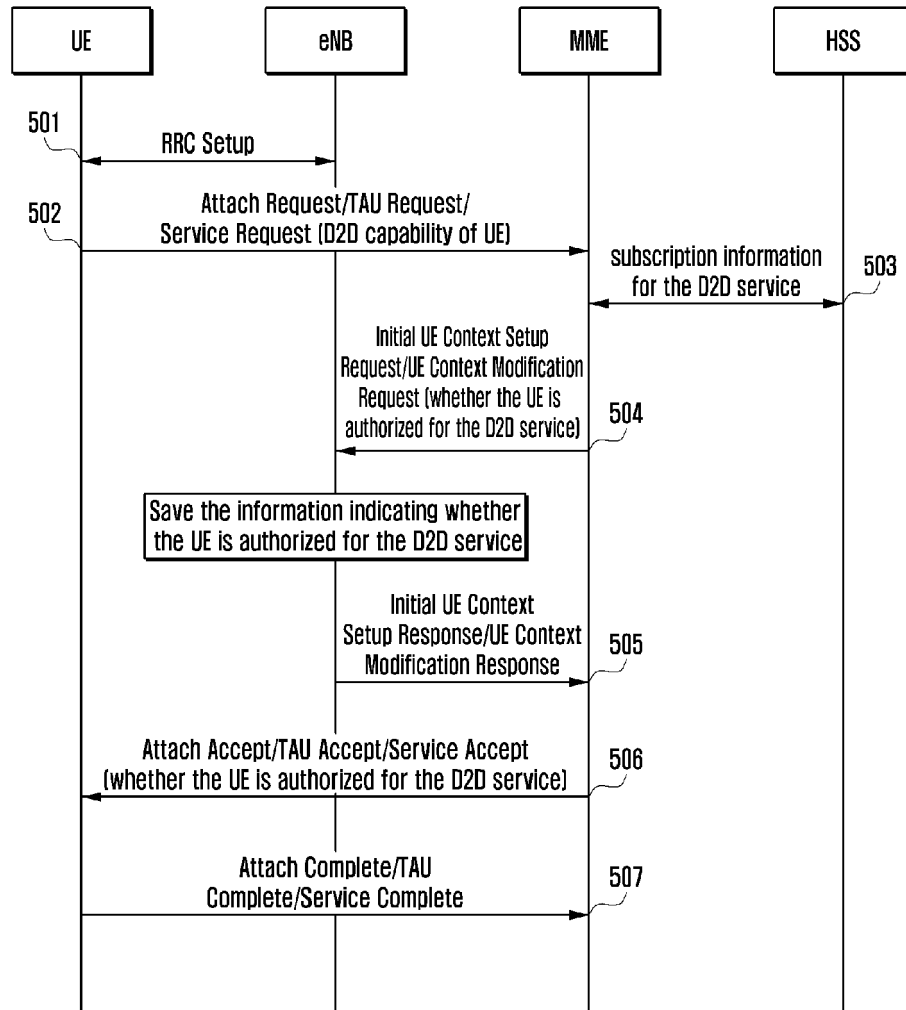 UE
eNB
MME
HSS
501
RRC Setup
502
Attach Request/TAU Request/
Service Request (D2D capability of UE)
subscription information
for the D2D service
503
Initial UE Context Setup
Request/UE Context Modification
Request (whether the UE is
authorized for the D2D service)
504
Save the information indicating whether
the UE is authorized for the D2D service
Initial UE Context
Setup Response/UE Context
Modification Response
505
Attach Accept/TAU Accept/Service Accept
(whether the UE is authorized for the D2D service)
506
Attach Complete/TAU
Complete/Service Complete
507